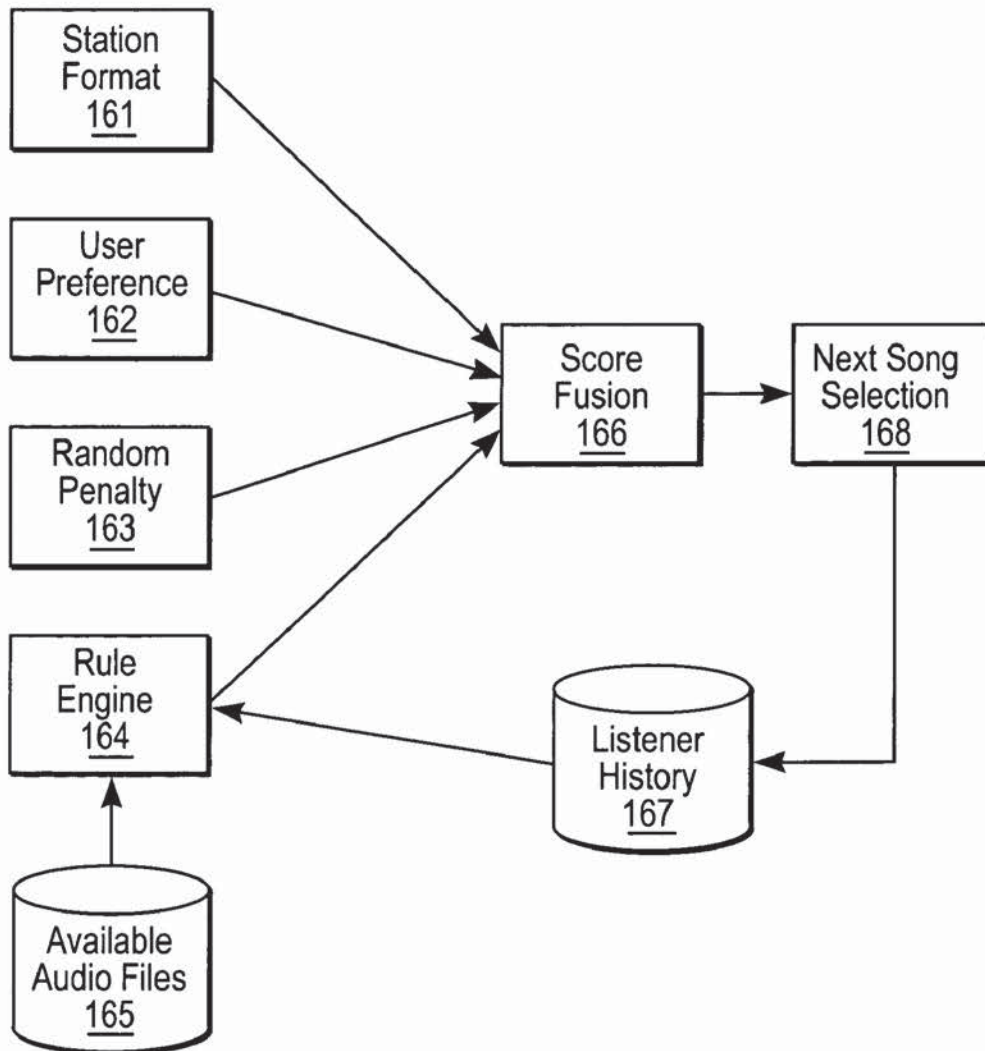 Station
Format
161
User
Preference
162
Random
Penalty
163
Rule
Engine
164
Available
Audio Files
165
Score
Fusion
166
Next Song
Selection
168
Listener
History
167